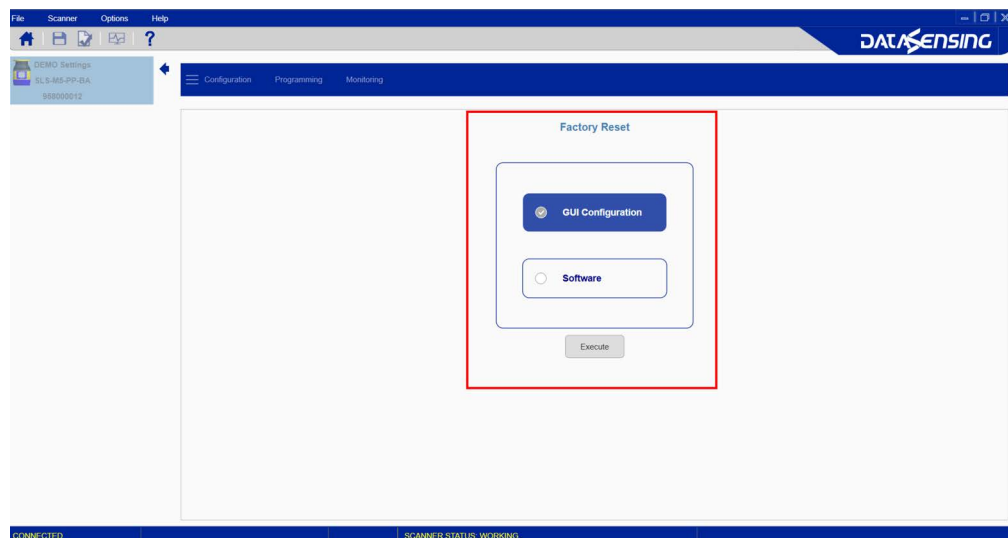 File Scanner Options Help
?
DATASENSING
DEMO Settings
SLS-M5-PP-BA
958000012
Configuration Programming Monitoring
Factory Reset
GUI Configuration
Software
Execute
CONNECTED SCANNER STATUS: WORKING